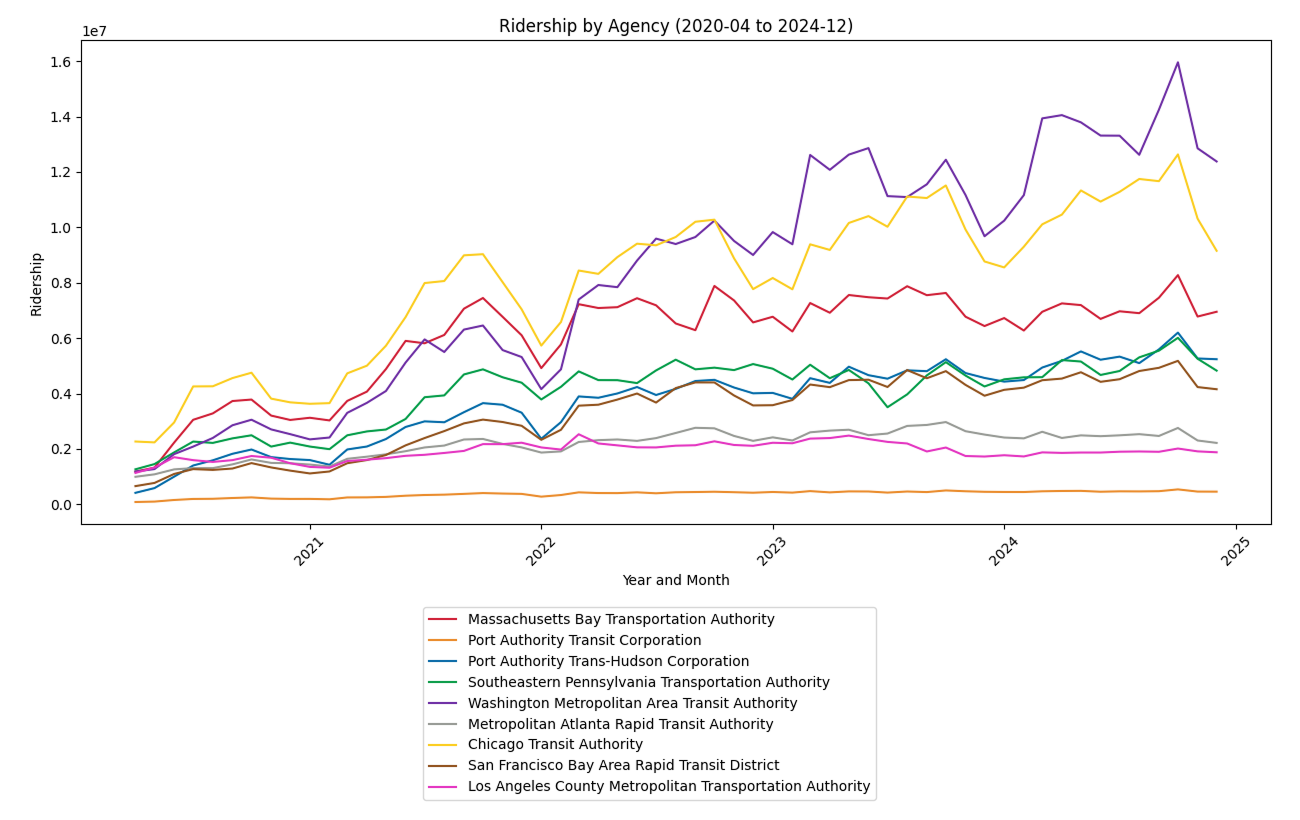 Ridership by Agency (2020-04 to 2024-12)
1e7
1.6
1.4
1.2
1.0
0.8
0.6
0.4
0.2
0.0
Ridership
2021
2022
2023
2024
2025
Year and Month
Massachusetts Bay Transportation Authority
Port Authority Transit Corporation
Port Authority Trans-Hudson Corporation
Southeastern Pennsylvania Transportation Authority
Washington Metropolitan Area Transit Authority
Metropolitan Atlanta Rapid Transit Authority
Chicago Transit Authority
San Francisco Bay Area Rapid Transit District
Los Angeles County Metropolitan Transportation Authority